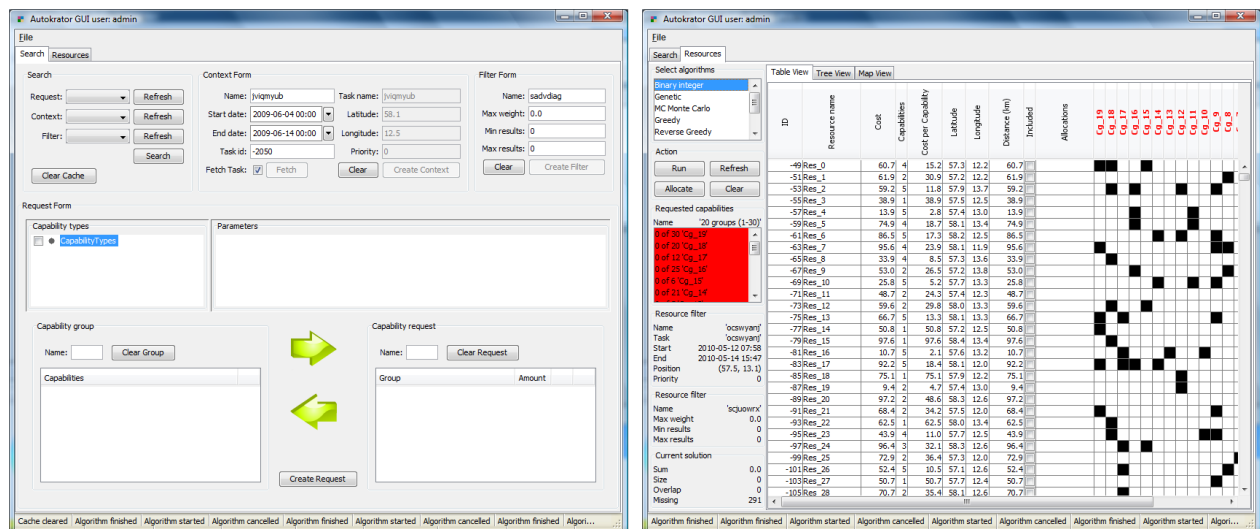 Autokrator GUI user: admin
File
Search Resources
Search
Request: Refresh
Context: Refresh
Filter: Refresh
Search
Clear Cache
Context Form
Name: jviqmyub Task name: jviqmyub
Start date: 2009-06-04 00:00 Latitude: 58.1
End date: 2009-06-14 00:00 Longitude: 12.5
Task id: -2050 Priority: 0
Fetch Task: Fetch Clear Create Context
Filter Form
Name: sadvdiag
Max weight: 0.0
Min results: 0
Max results: 0
Clear Create Filter
Request Form
Capability types
CapabilityTypes
Parameters
Capability group
Name: Clear Group
Capabilities
Capability request
Name: Clear Request
Group Amount
Create Request
Cache cleared Algorithm finished Algorithm started Algorithm cancelled Algorithm finished Algorithm started Algorithm cancelled Algorithm finished Algori...
Autokrator GUI user: admin
File
Search Resources
Select algorithms
Binary integer
Genetic
MC Monte Carlo
Greedy
Reverse Greedy
Action
Run Refresh
Allocate Clear
Requested capabilities
Name '20 groups (1-30)'
0 of 30 'Cg_19'
0 of 20 'Cg_18'
0 of 12 'Cg_17'
0 of 25 'Cg_16'
0 of 6 'Cg_15'
0 of 21 'Cg_14'
Resource filter
Name 'ocswyanj'
Task 'ocswyanj'
Start 2010-05-12 07:58
End 2010-05-14 15:47
Position (57.5, 13.1)
Priority 0
Resource filter
Name 'scjuowrx'
Max weight 0.0
Min results 0
Max results 0
Current solution
Sum 0.0
Size 0
Overlap 0
Missing 291
Table View Tree View Map View
ID Resource name Cost Capabilities Cost per Capability Latitude Longitude Distance (km) Included Allocations Cg_19 Cg_18 Cg_17 Cg_16 Cg_15 Cg_14 Cg_13 Cg_12 Cg_11 Cg_10 Cg_9 Cg_8
-49 Res_0 60.7 4 15.2 57.3 12.2 60.7
-51 Res_1 61.9 2 30.9 57.2 12.2 61.9
-53 Res_2 59.2 5 11.8 57.9 13.7 59.2
-55 Res_3 38.9 1 38.9 57.5 12.5 38.9
-57 Res_4 13.9 5 2.8 57.4 13.0 13.9
-59 Res_5 74.9 4 18.7 58.1 13.4 74.9
-61 Res_6 86.5 5 17.3 58.2 12.5 86.5
-63 Res_7 95.6 4 23.9 58.1 11.9 95.6
-65 Res_8 33.9 4 8.5 57.3 13.6 33.9
-67 Res_9 53.0 2 26.5 57.2 13.8 53.0
-69 Res_10 25.8 5 5.2 57.7 13.3 25.8
-71 Res_11 48.7 2 24.3 57.4 12.3 48.7
-73 Res_12 59.6 2 29.8 58.0 13.3 59.6
-75 Res_13 66.7 5 13.3 58.1 13.3 66.7
-77 Res_14 50.8 1 50.8 57.2 12.5 50.8
-79 Res_15 97.6 1 97.6 58.4 13.4 97.6
-81 Res_16 10.7 5 2.1 57.6 13.2 10.7
-83 Res_17 92.2 5 18.4 58.1 12.0 92.2
-85 Res_18 75.1 1 75.1 57.9 12.2 75.1
-87 Res_19 9.4 2 4.7 57.4 13.0 9.4
-89 Res_20 97.2 2 48.6 58.3 12.6 97.2
-91 Res_21 68.4 2 34.2 57.5 12.0 68.4
-93 Res_22 62.5 1 62.5 58.0 13.4 62.5
-95 Res_23 43.9 4 11.0 57.7 12.5 43.9
-97 Res_24 96.4 3 32.1 58.3 12.6 96.4
-99 Res_25 72.9 2 36.4 57.3 12.0 72.9
-101 Res_26 52.4 5 10.5 57.1 12.6 52.4
-103 Res_27 50.7 1 50.7 57.7 12.4 50.7
-105 Res_28 70.7 2 35.4 58.1 12.6 70.7
Algorithm finished Algorithm finished Algorithm started Algorithm cancelled Algorithm finished Algorithm started Algorithm cancelled Algorithm finished Algorithm started